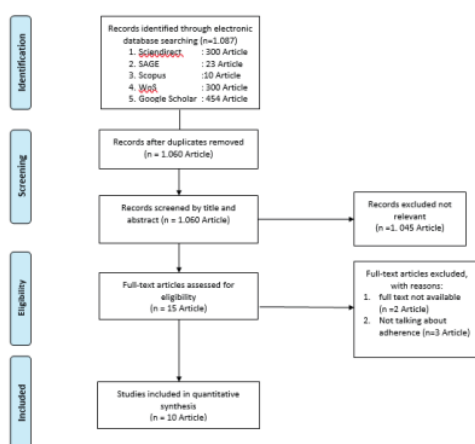 Identification
Records identified through electronic
database searching (n=1.087)
1. Sciendirect : 300 Article
2. SAGE : 23 Article
3. Scopus :10 Article
4. WoS : 300 Article
5. Google Scholar : 454 Article
Screening
Records after duplicates removed
(n = 1.060 Article)
Records screened by title and
abstract (n = 1.060 Article)
Records excluded not
relevant
(n =1. 045 Article)
Eligibility
Full-text articles assessed for
eligibility
(n = 15 Article)
Full-text articles excluded,
with reasons:
1. full text not available
(n =2 Article)
2. Not talking about
adherence (n=3 Article)
Included
Studies included in quantitative
synthesis
(n = 10 Article)